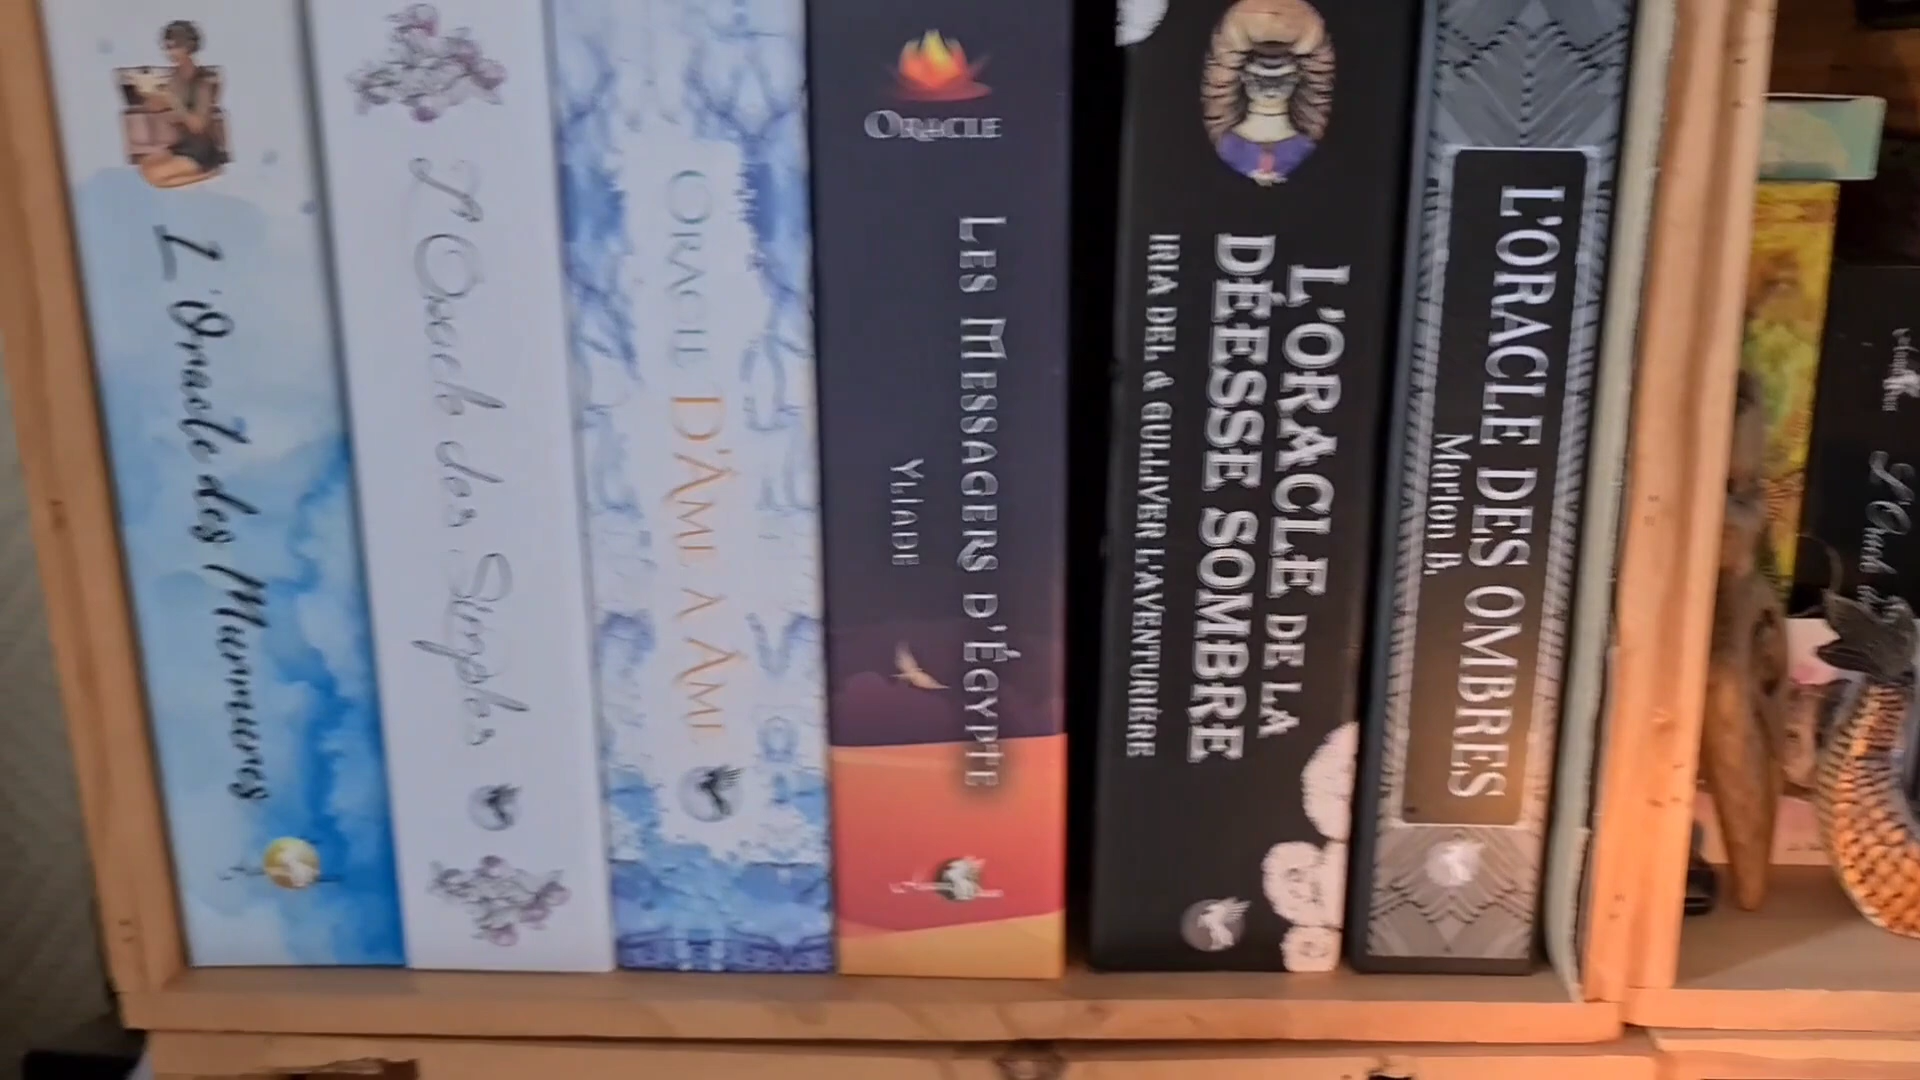 L'Oracle des Murmures
L'Oracle des Simples
ORACLE D'ÂME À ÂME
ORACLE
LES MESSAGERS D'ÉGYPTE
YLIADE
L'ORACLE DE LA
DÉESSE SOMBRE
IRIA DEL & GULLIVER L'AVENTURIÈRE
L'ORACLE DES OMBRES
Marion B.